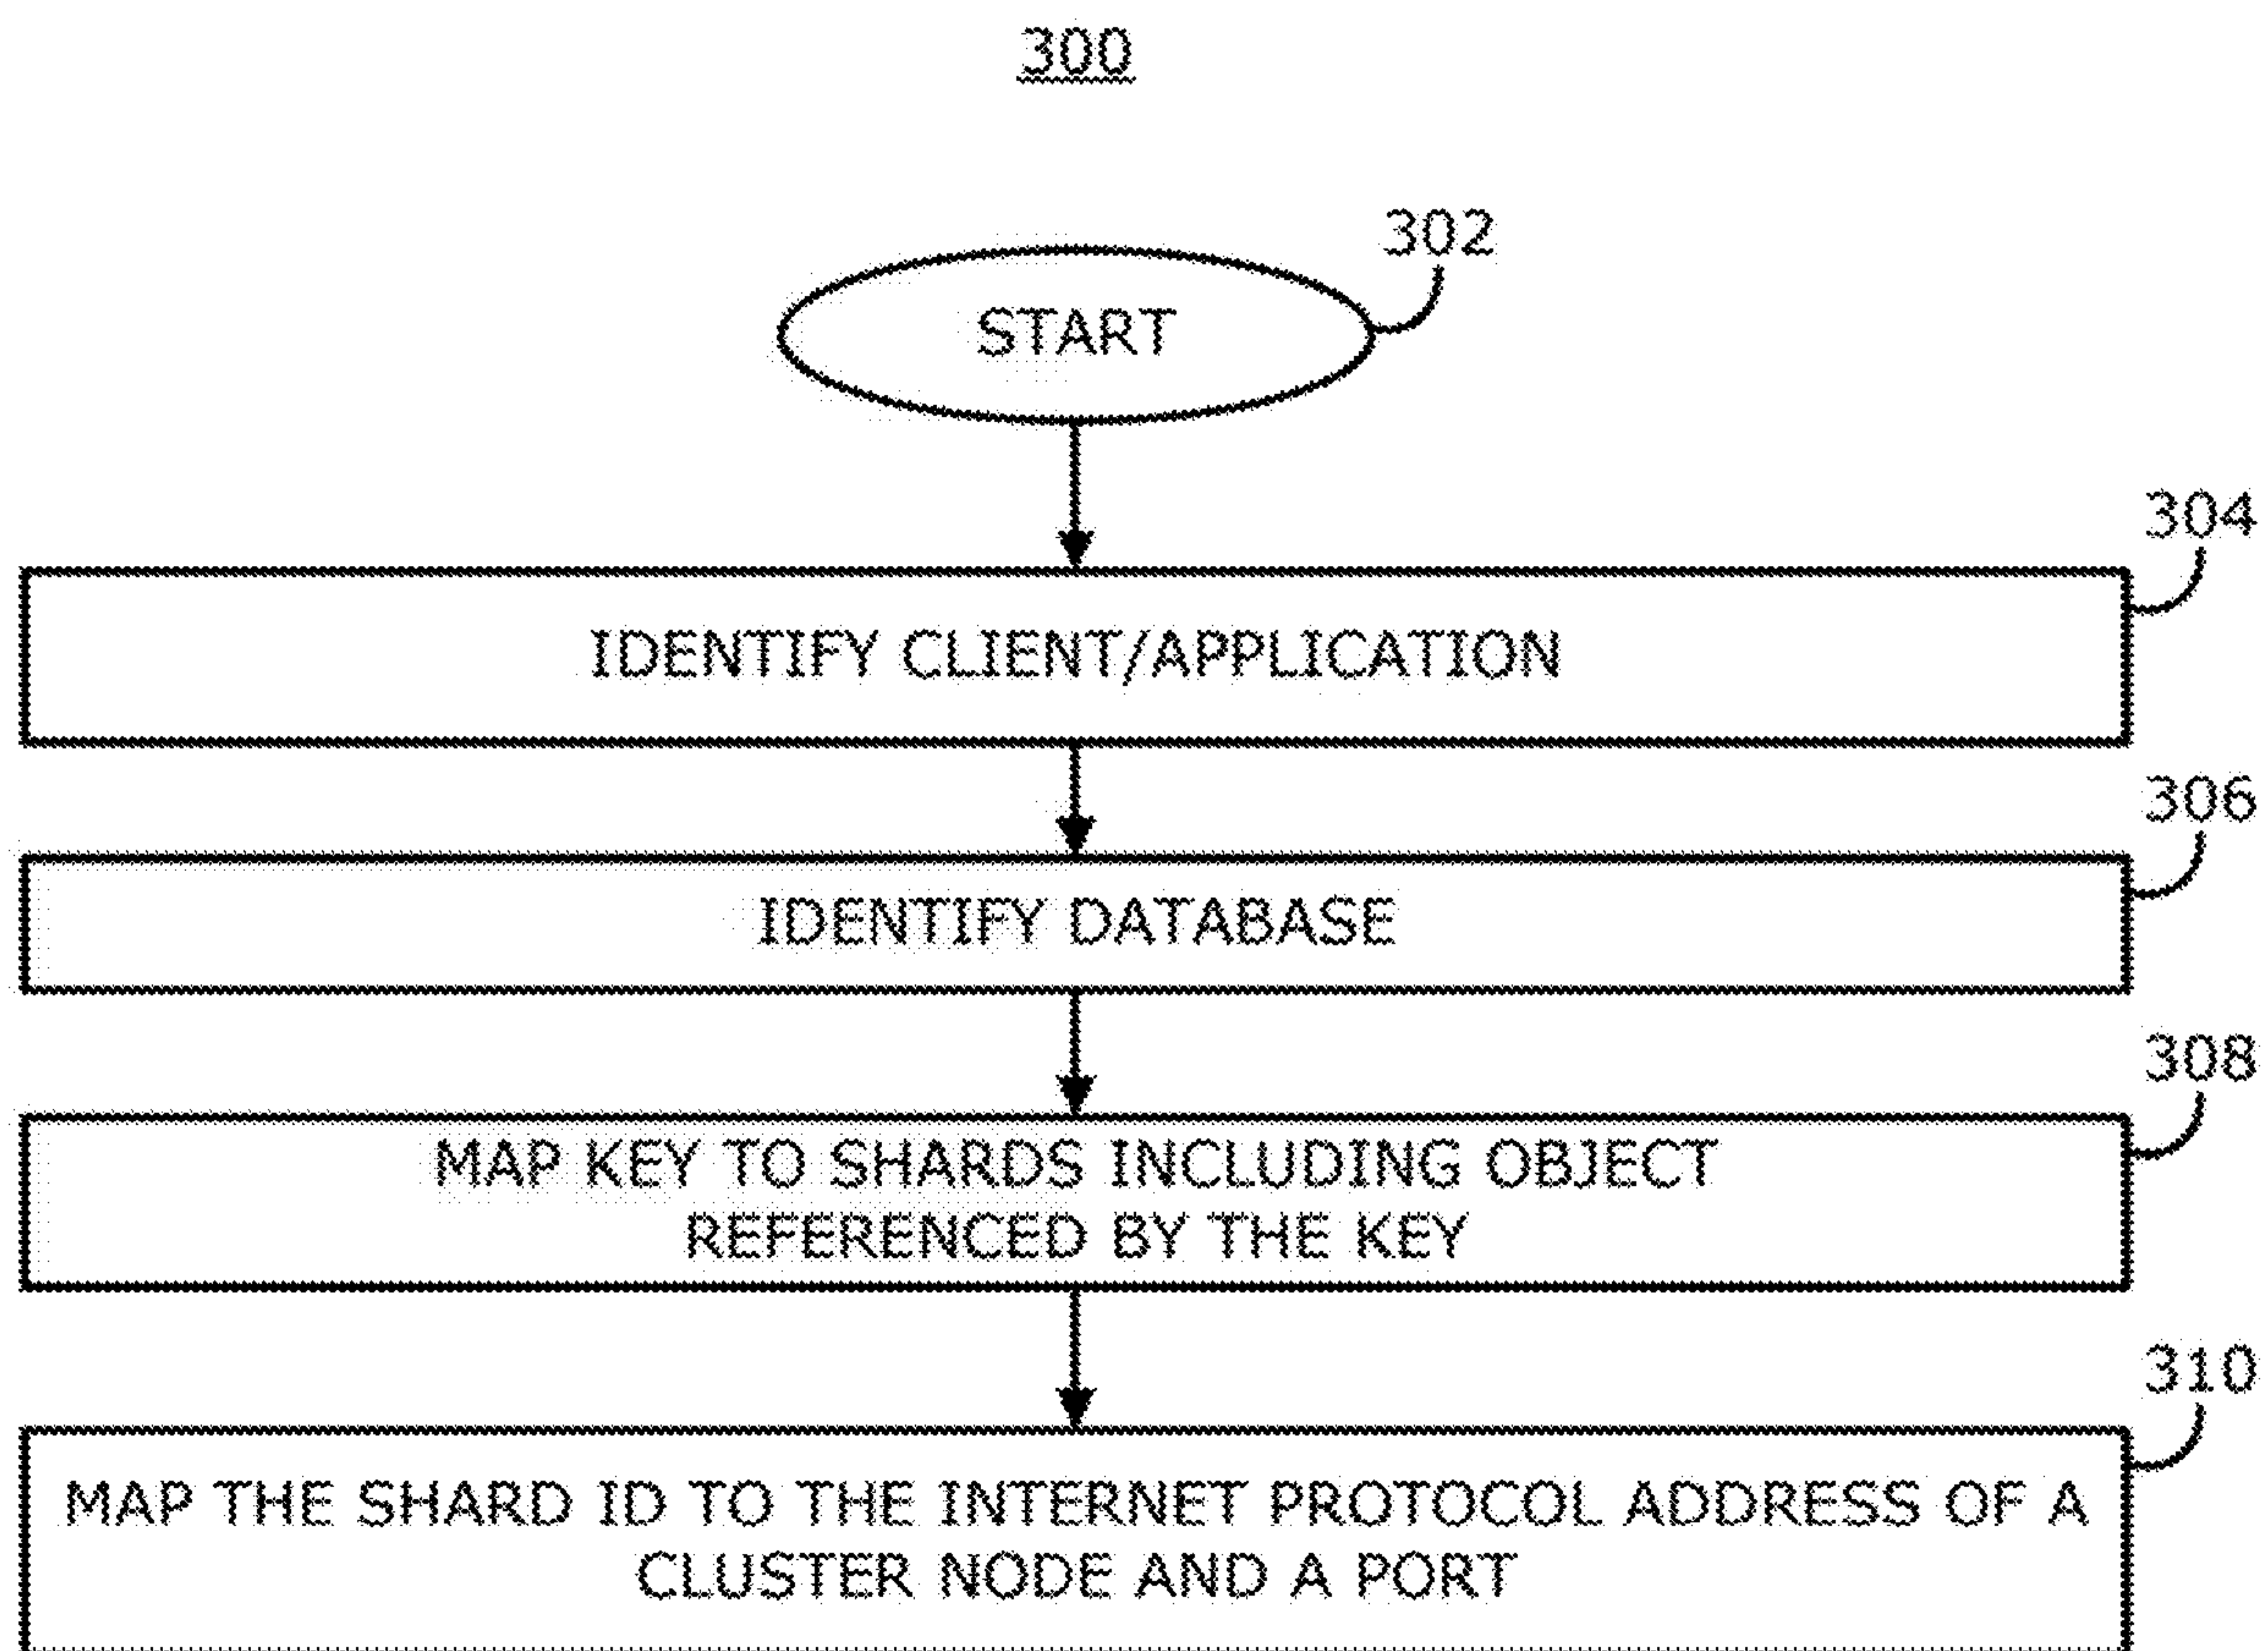 300
302
START
304
IDENTIFY CLIENT/APPLICATION
306
IDENTIFY DATABASE
308
MAP KEY TO SHARDS INCLUDING OBJECT
REFERENCED BY THE KEY
310
MAP THE SHARD ID TO THE INTERNET PROTOCOL ADDRESS OF A
CLUSTER NODE AND A PORT